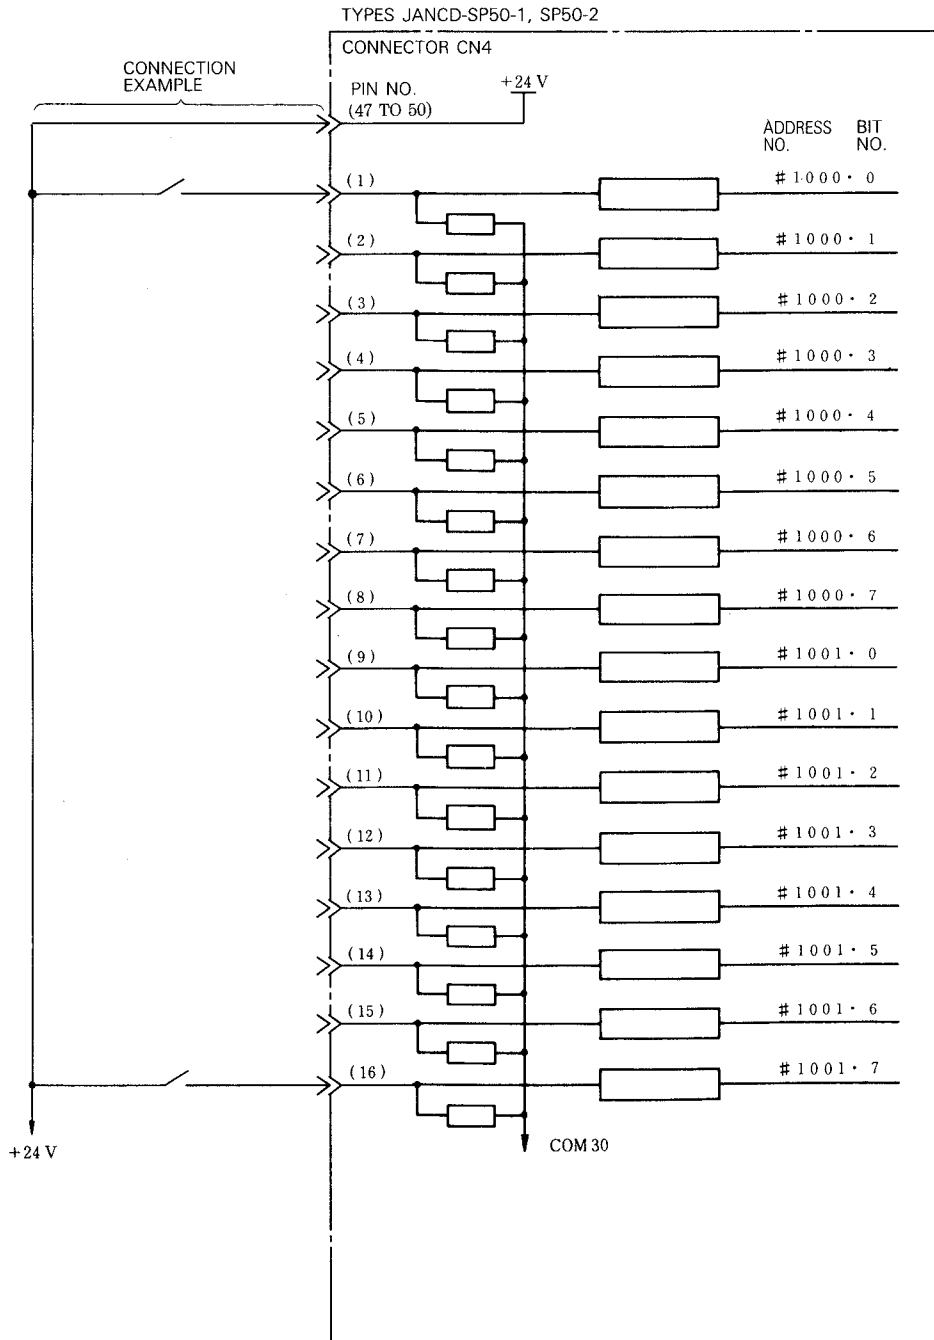 TYPES JANCD-SP50-1, SP50-2
CONNECTOR CN4
CONNECTION
EXAMPLE
PIN NO.
(47 TO 50)
+24 V
ADDRESS NO.
BIT NO.
(1) #1000・0
(2) #1000・1
(3) #1000・2
(4) #1000・3
(5) #1000・4
(6) #1000・5
(7) #1000・6
(8) #1000・7
(9) #1001・0
(10) #1001・1
(11) #1001・2
(12) #1001・3
(13) #1001・4
(14) #1001・5
(15) #1001・6
(16) #1001・7
+24 V
COM 30